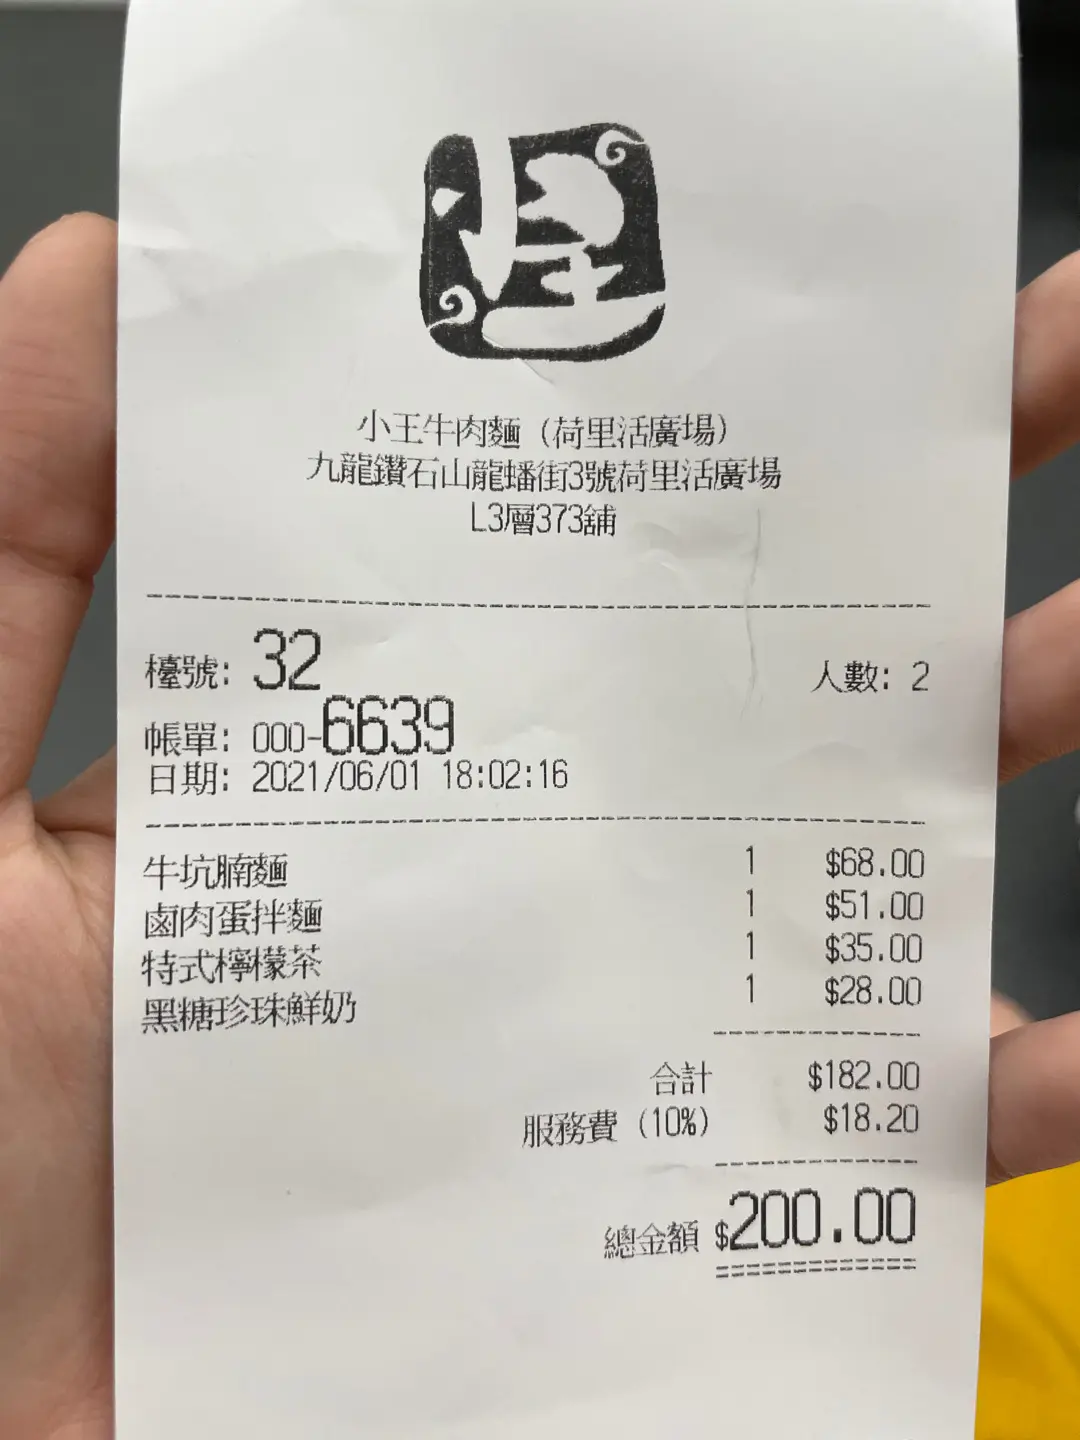 小王牛肉麵（荷里活廣場）
九龍鑽石山龍蟠街3號荷里活廣場
L3層373舖
檯號: 32 人數: 2
帳單: 000-6639
日期: 2021/06/01 18:02:16
牛坑腩麵 1 $68.00
鹵肉蛋拌麵 1 $51.00
特式檸檬茶 1 $35.00
黑糖珍珠鮮奶 1 $28.00
合計 $182.00
服務費（10%） $18.20
總金額 $200.00